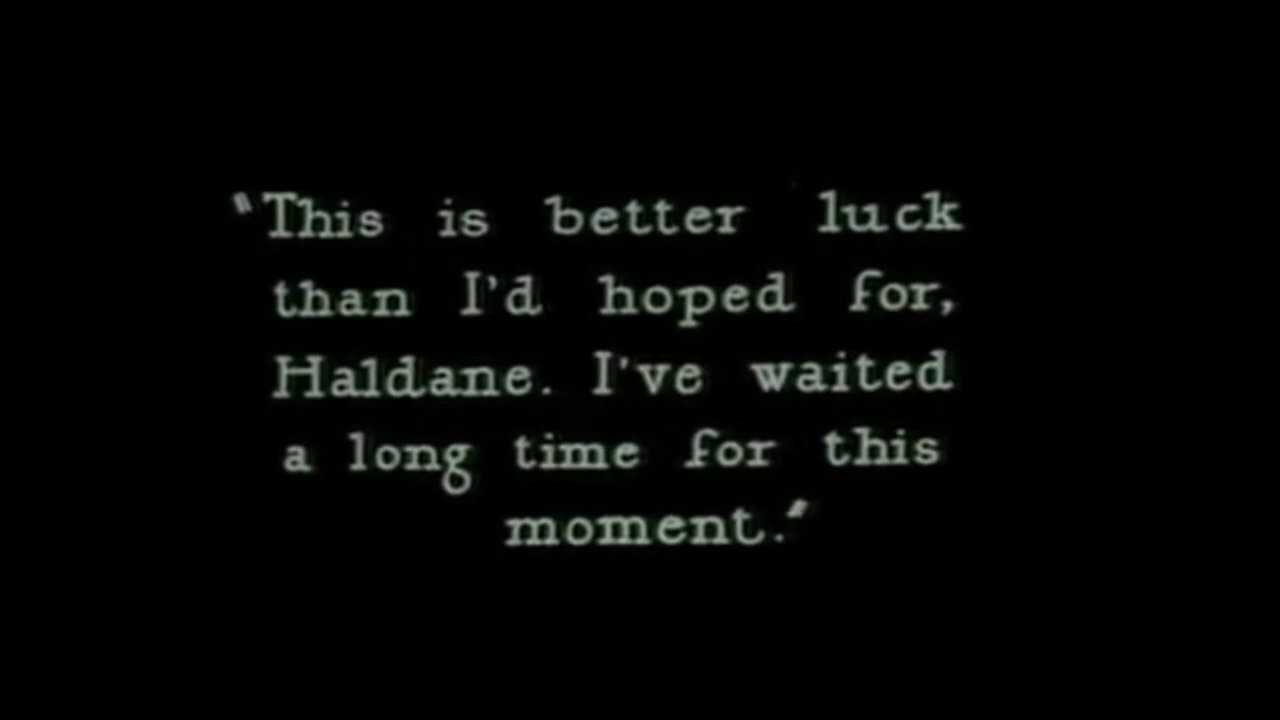 "This is better luck
than I'd hoped for,
Haldane. I've waited
a long time for this
moment."